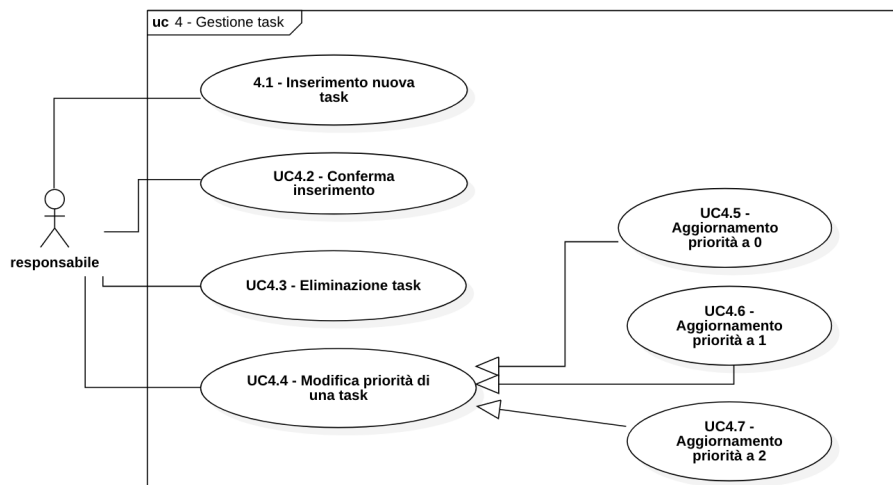 uc 4 - Gestione task
4.1 - Inserimento nuova
task
UC4.2 - Conferma
inserimento
responsabile
UC4.3 - Eliminazione task
UC4.4 - Modifica priorità di
una task
UC4.5 -
Aggiornamento
priorità a 0
UC4.6 -
Aggiornamento
priorità a 1
UC4.7 -
Aggiornamento
priorità a 2